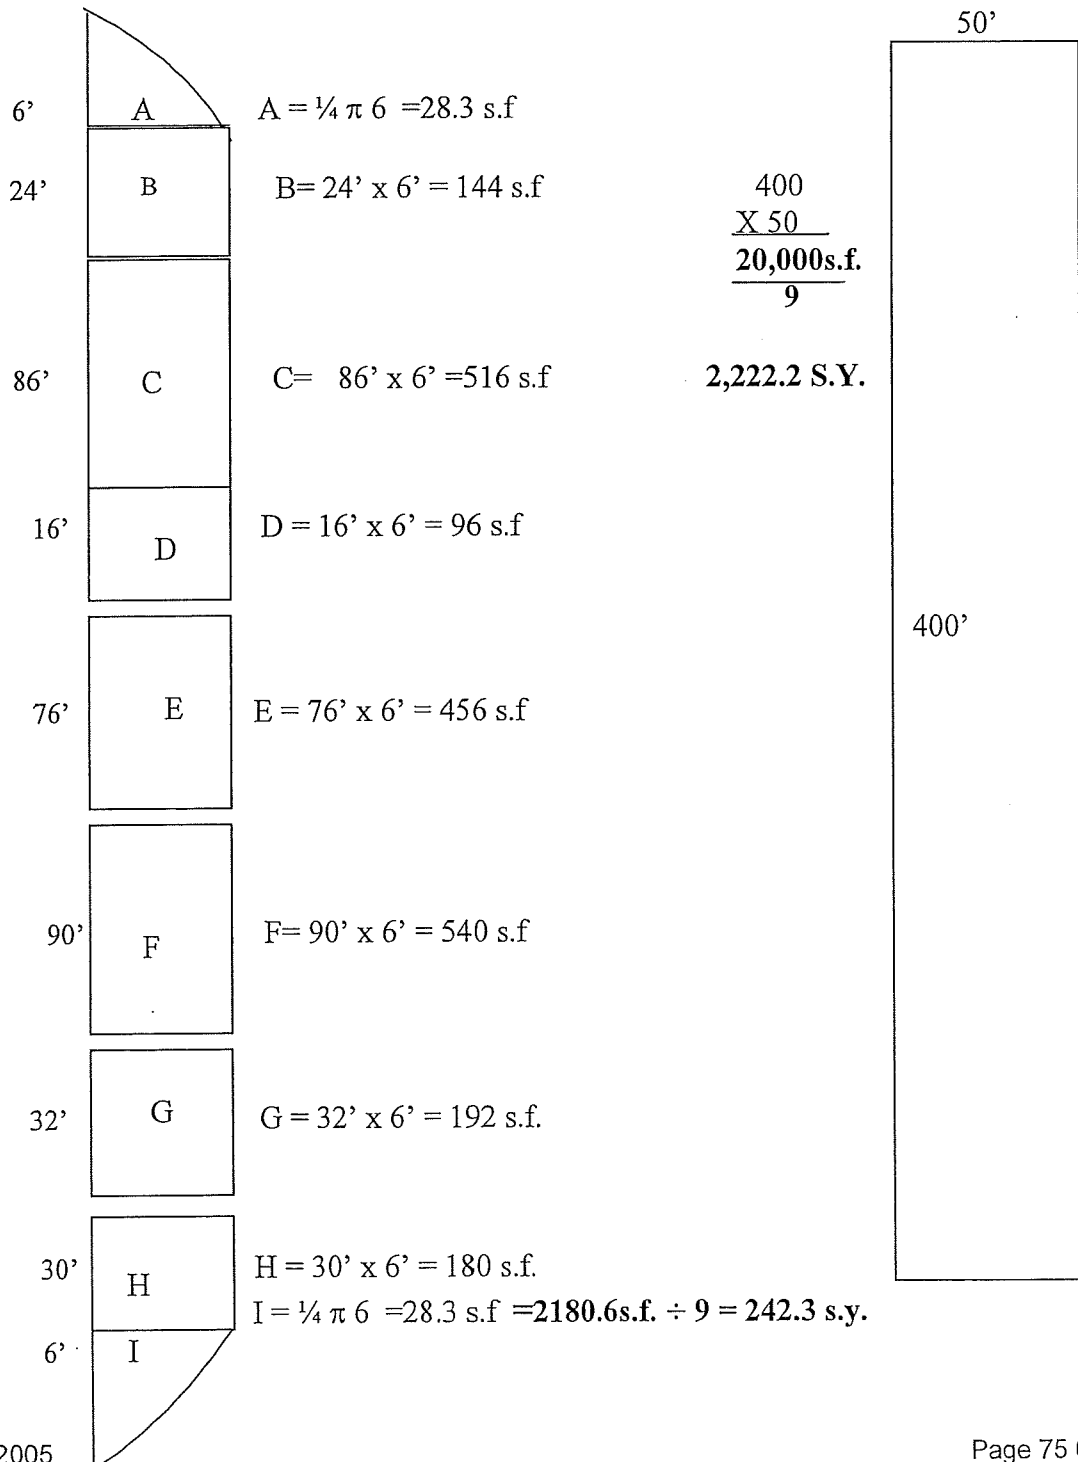 50’
6’ A A = ¼ π 6 =28.3 s.f
24’ B B= 24’ x 6’ = 144 s.f 400
X 50
20,000s.f.
9
86’ C C= 86’ x 6’ =516 s.f 2,222.2 S.Y.
16’ D D = 16’ x 6’ = 96 s.f
400’
76’ E E = 76’ x 6’ = 456 s.f
90’ F F= 90’ x 6’ = 540 s.f
32’ G G = 32’ x 6’ = 192 s.f.
30’ H H = 30’ x 6’ = 180 s.f.
I = ¼ π 6 =28.3 s.f =2180.6s.f. ÷ 9 = 242.3 s.y.
6’ I
2005 Page 75